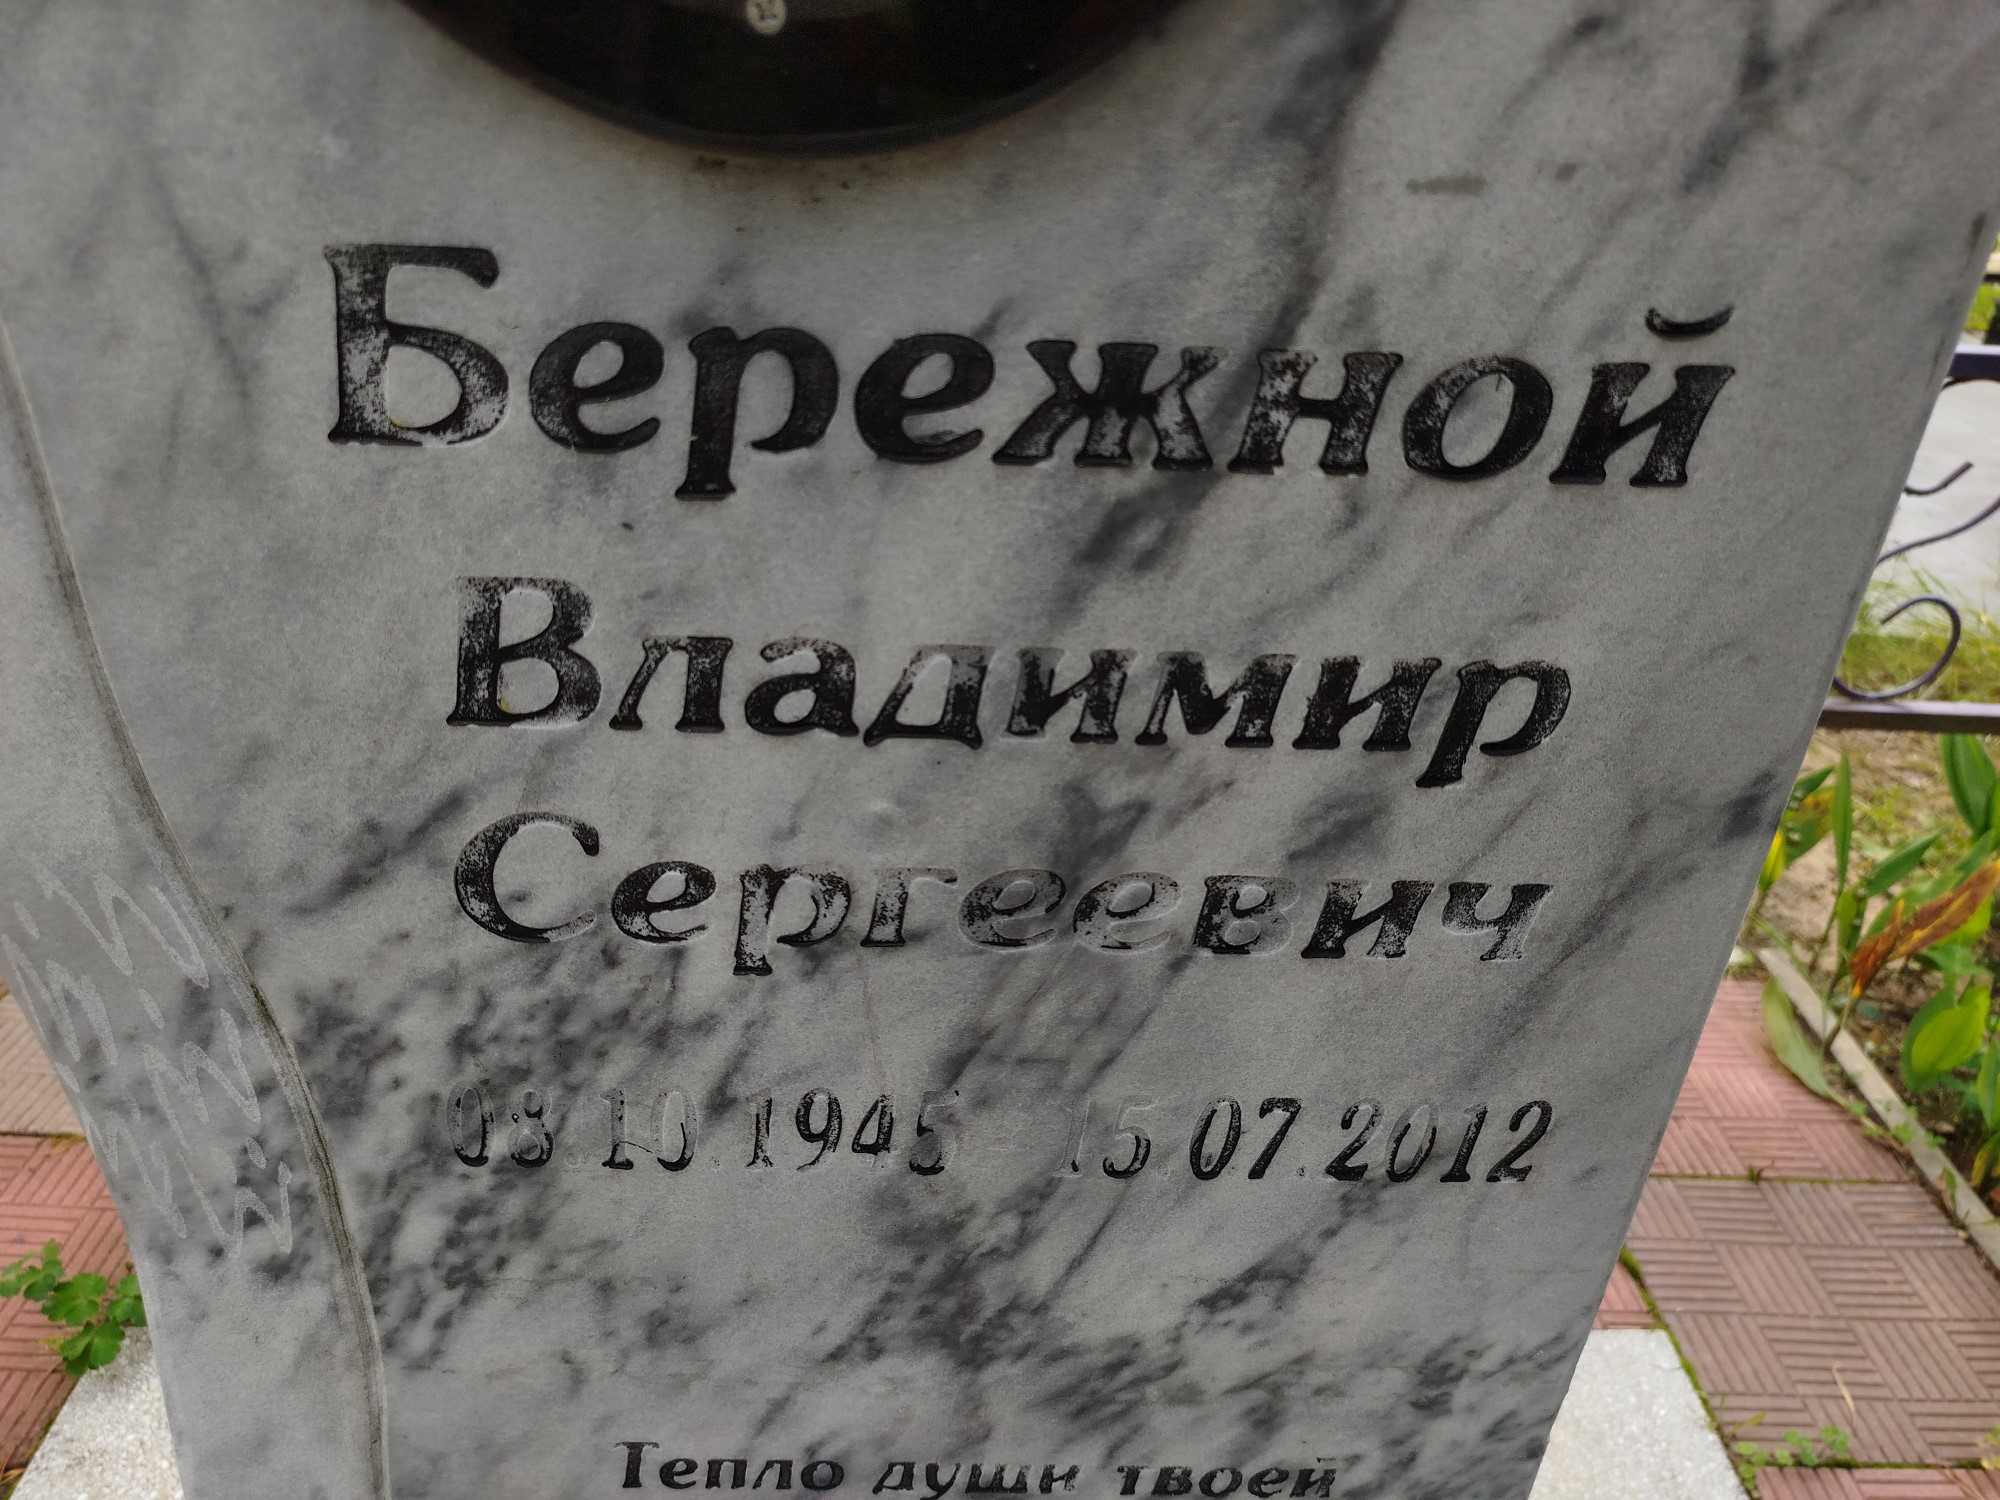 Бережной
Владимир
Сергеевич
08.10.1945 - 15.07.2012
Тепло души твоей